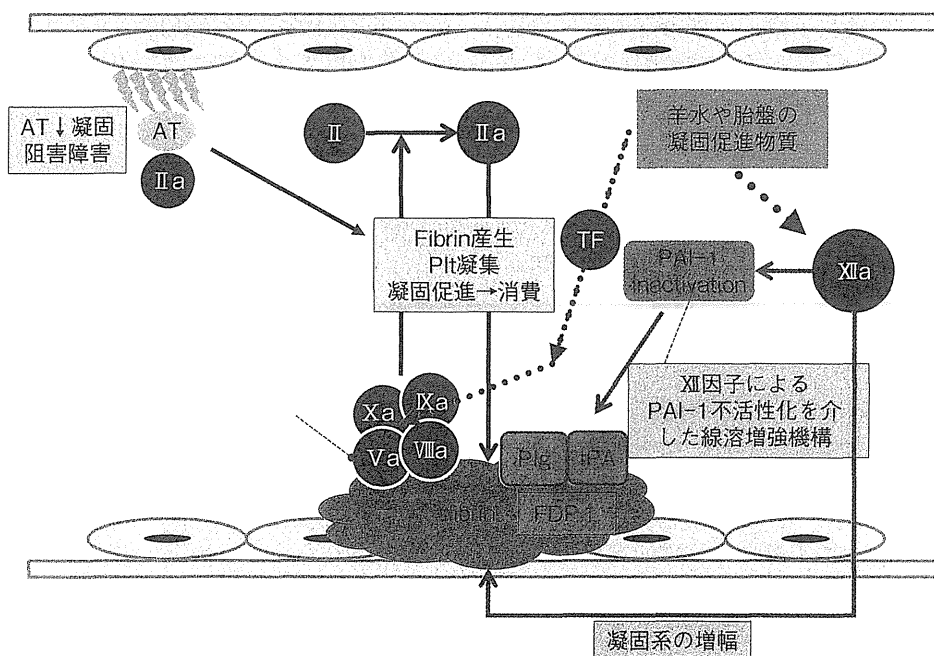 AT↓凝固
阻害障害
AT
Ⅱa
Ⅱ
Ⅱa
羊水や胎盤の
凝固促進物質
Fibrin産生
Plt凝集
凝固促進→消費
TF
PAI-1
Inactivation
Ⅻa
Ⅹa
Ⅸa
Ⅴa
Ⅷa
Ⅻ因子による
PAI-1不活性化を介
した線溶増強機構
Plg
tPA
fibrin
凝固系の増幅